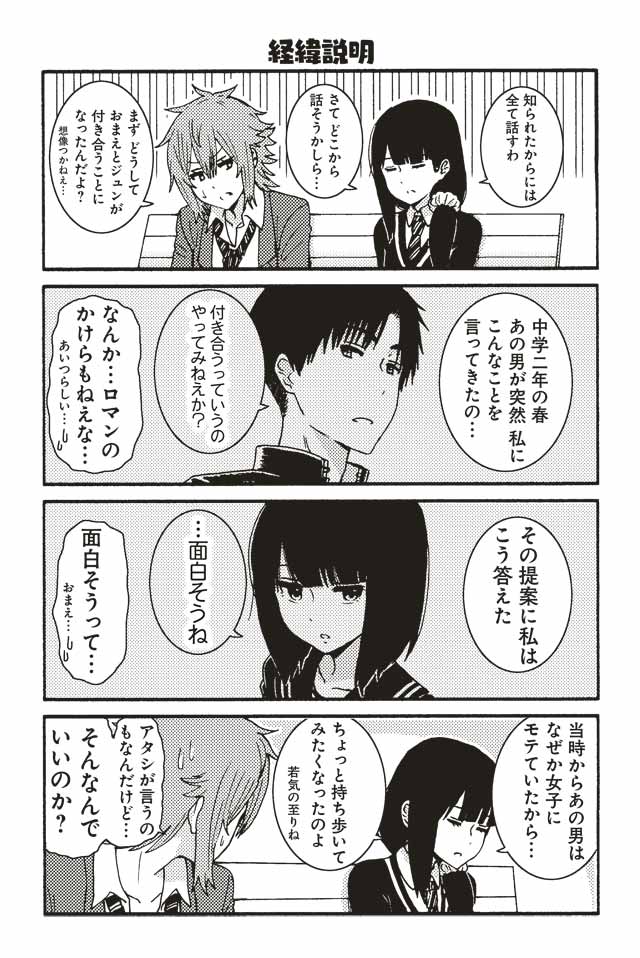 経緯説明
知られたからには
全て話すわ
さて どこから
話そうかしら…
まず どうして
おまえとジュンが
付き合うことに
なったんだよ?
想像つかねえ…
中学二年の春
あの男が突然 私に
こんなことを
言ってきたの…
付き合うっていうの
やってみねえか?
なんか…ロマンの
かけらもねえな…
あいつらしい…
その提案に私は
こう答えた
…面白そうね
面白そうって…
おまえ…
当時からあの男は
なぜか女子に
モテていたから…
ちょっと持ち歩いて
みたくなったのよ
若気の至りね
アタシが言うの
もなんだけど…
そんなんで
いいのか?